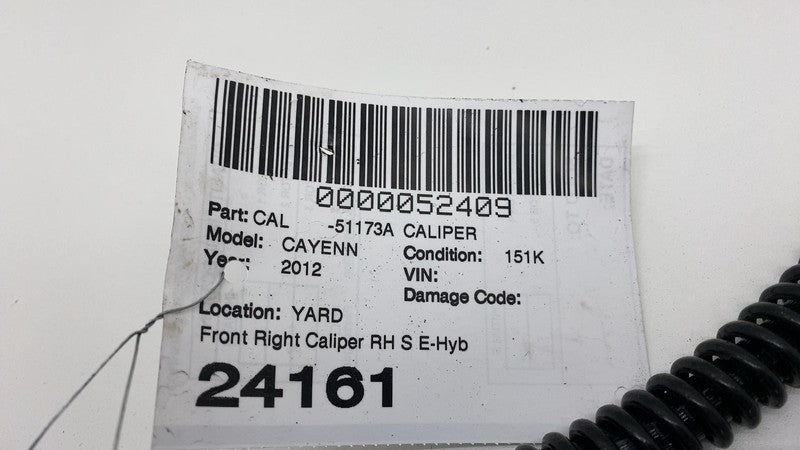 0000052409
Part: CAL -51173A CALIPER
Model: CAYENN Condition: 151K
Year: 2012 VIN:
Damage Code:
Location: YARD
Front Right Caliper RH S E-Hyb
24161